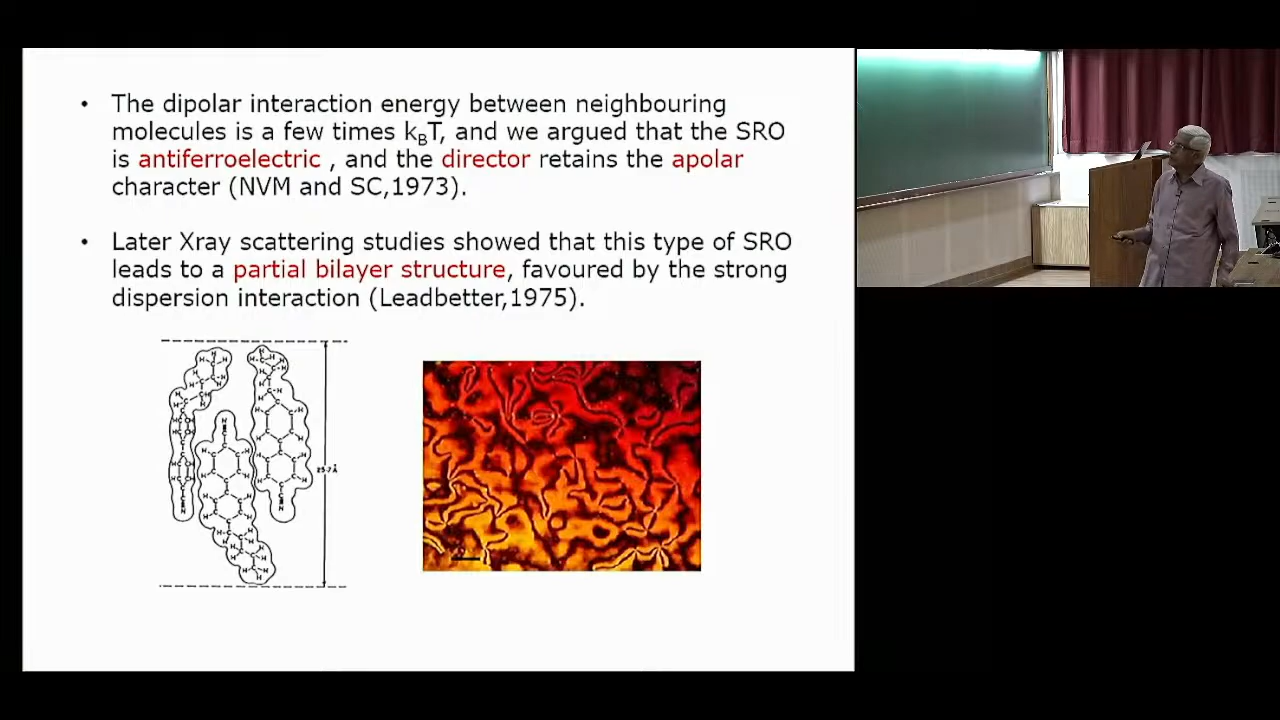 • The dipolar interaction energy between neighbouring
molecules is a few times kBT, and we argued that the SRO
is antiferroelectric , and the director retains the apolar
character (NVM and SC,1973).
• Later Xray scattering studies showed that this type of SRO
leads to a partial bilayer structure, favoured by the strong
dispersion interaction (Leadbetter,1975).